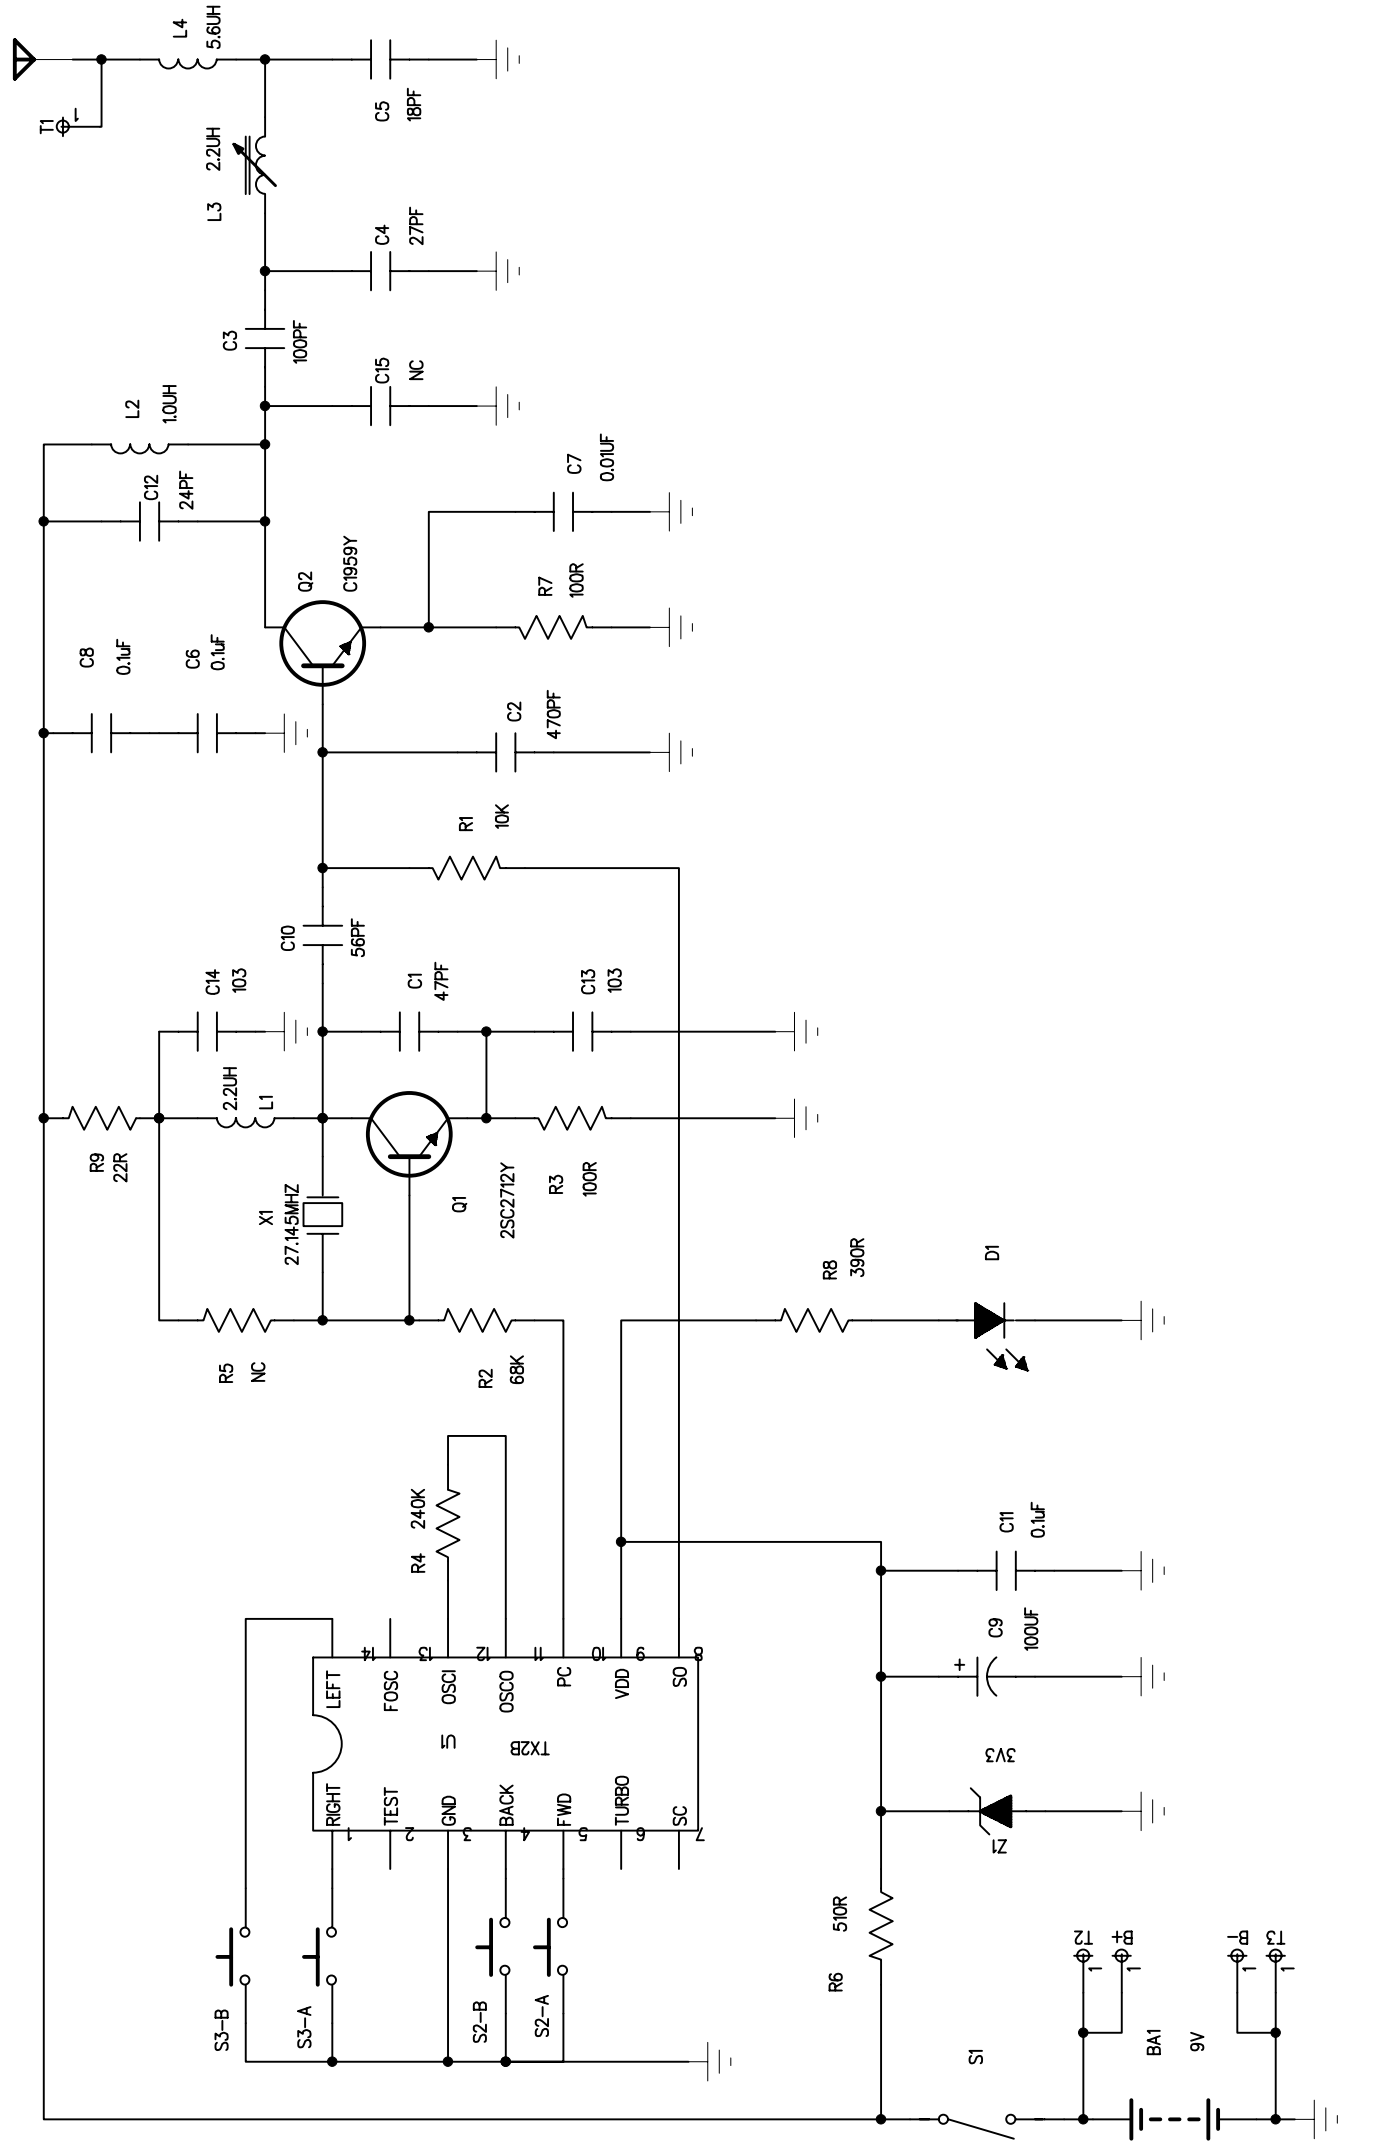 L4
5.6UH
T1
1
C5
18PF
2.2UH
L3
C4
27PF
C3
100PF
C15
NC
L2
1.0UH
C12
24PF
C7
0.01UF
Q2
C1959Y
R7
100R
C8
0.1uF
C6
0.1uF
C2
470PF
R1
10K
C10
56PF
C14
103
C1
47PF
C13
103
2.2UH
L1
R9
22R
X1
27.145MHZ
Q1
2SC2712Y
R3
100R
R8
390R
D1
R5
NC
R2
68K
R4
240K
C11
0.1uF
C9
100UF
+
14
13
12
11
10
9
8
LEFT
FOSC
OSCI
OSCO
PC
VDD
SO
U1
TX2B
RIGHT
TEST
GND
BACK
FWD
TURBO
SC
1
2
3
4
5
6
7
3V3
Z1
S3-B
S3-A
S2-B
S2-A
R6
510R
T2
B+
B-
T3
1
1
1
1
S1
BA1
9V